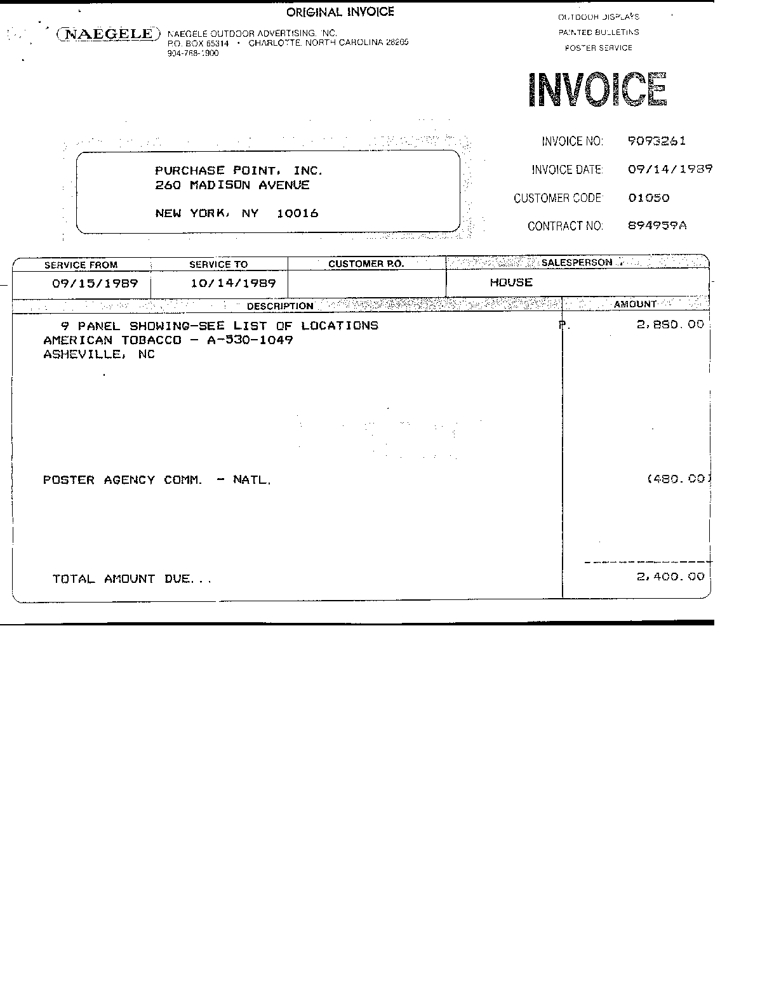 ORIGINAL INVOICE
NAEGELE
NAEGELE OUTDOOR ADVERTISING, INC.
P.O. BOX 65314 • CHARLOTTE, NORTH CAROLINA 28265
904-768-1900
OUTDOOR DISPLAYS
PAINTED BULLETINS
POSTER SERVICE
INVOICE
INVOICE NO: 9093261
INVOICE DATE: 09/14/1989
CUSTOMER CODE: 01050
CONTRACT NO: 894959A
PURCHASE POINT, INC.
260 MADISON AVENUE
NEW YORK, NY 10016
SERVICE FROM SERVICE TO CUSTOMER P.O. SALESPERSON
09/15/1989 10/14/1989 HOUSE
DESCRIPTION AMOUNT
9 PANEL SHOWING-SEE LIST OF LOCATIONS P. 2,880.00
AMERICAN TOBACCO - A-530-1049
ASHEVILLE, NC
POSTER AGENCY COMM. - NATL. (480.00)
TOTAL AMOUNT DUE... 2,400.00